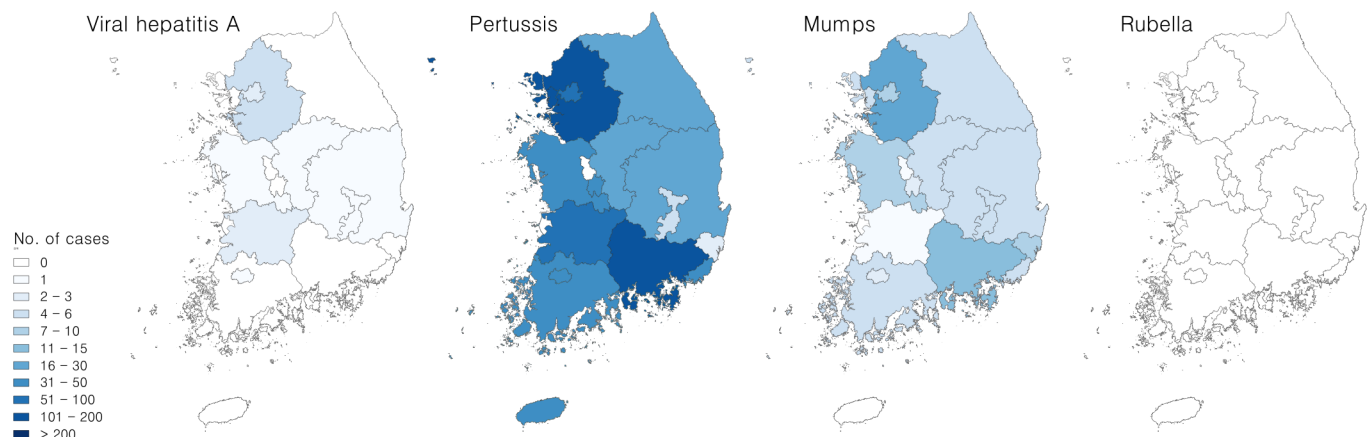 Viral hepatitis A
Pertussis
Mumps
Rubella
No. of cases
0
1
2 – 3
4 – 6
7 – 10
11 – 15
16 – 30
31 – 50
51 – 100
101 – 200
> 200